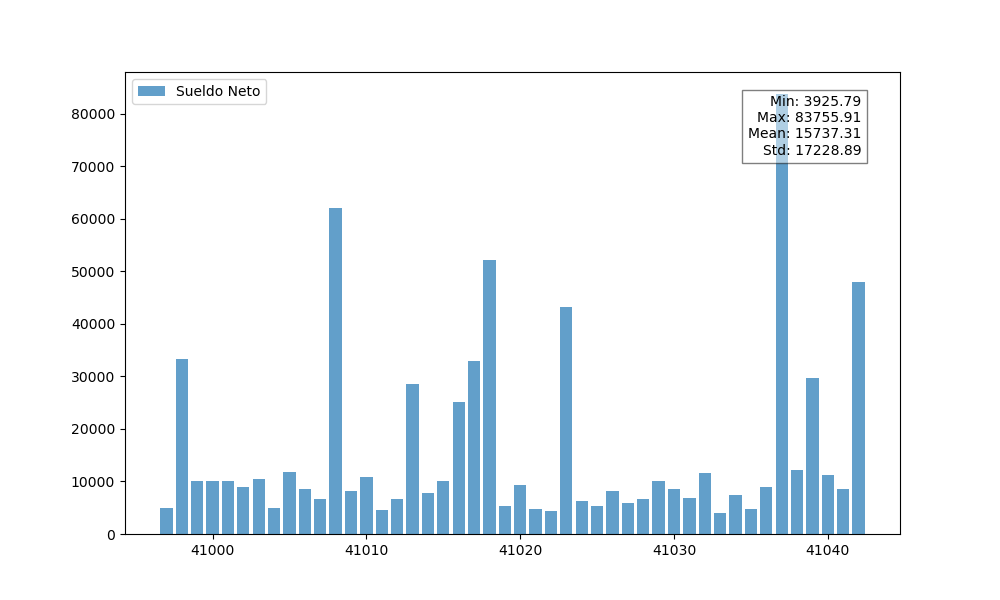 Sueldo Neto
Min: 3925.79
Max: 83755.91
Mean: 15737.31
Std: 17228.89
80000
70000
60000
50000
40000
30000
20000
10000
0
41000 41010 41020 41030 41040